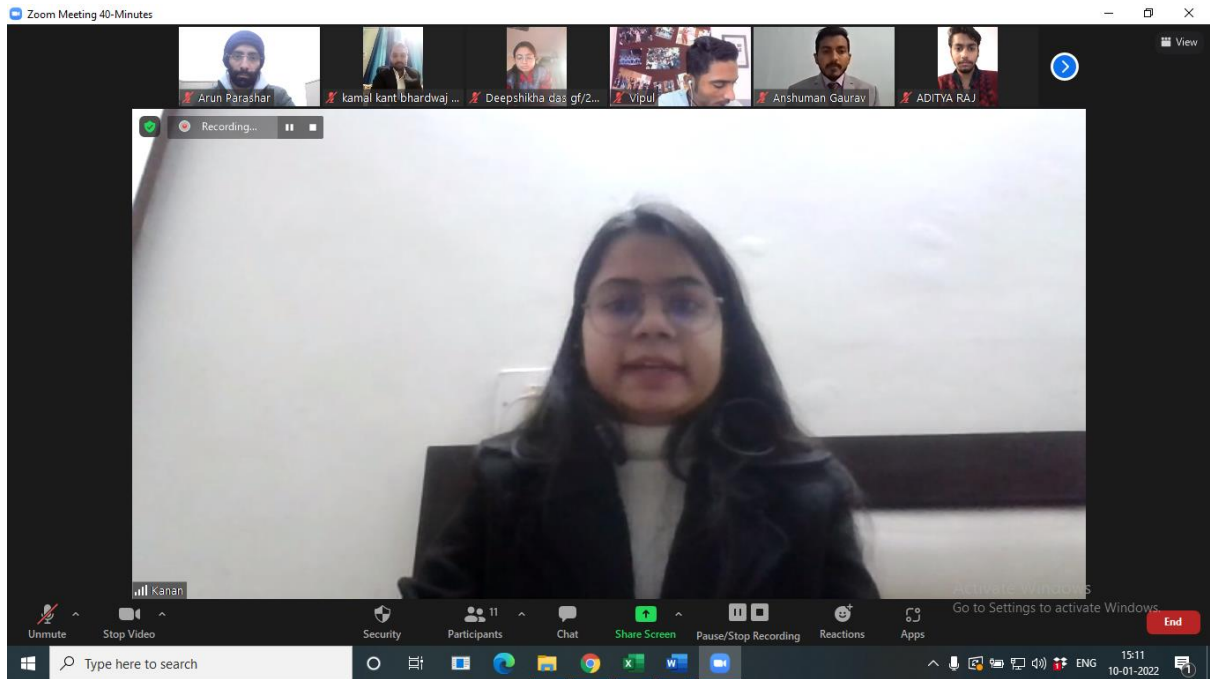 Zoom Meeting 40-Minutes
View
Arun Parashar
kamal kant bhardwaj ...
Deepshikha das gf/2...
Vipul
Anshuman Gaurav
ADITYA RAJ
Recording...
Kanan
Activate Windows
Go to Settings to activate Windows.
Unmute
Stop Video
Security
11
Participants
Chat
Share Screen
Pause/Stop Recording
Reactions
Apps
End
Type here to search
ENG
15:11
10-01-2022
1